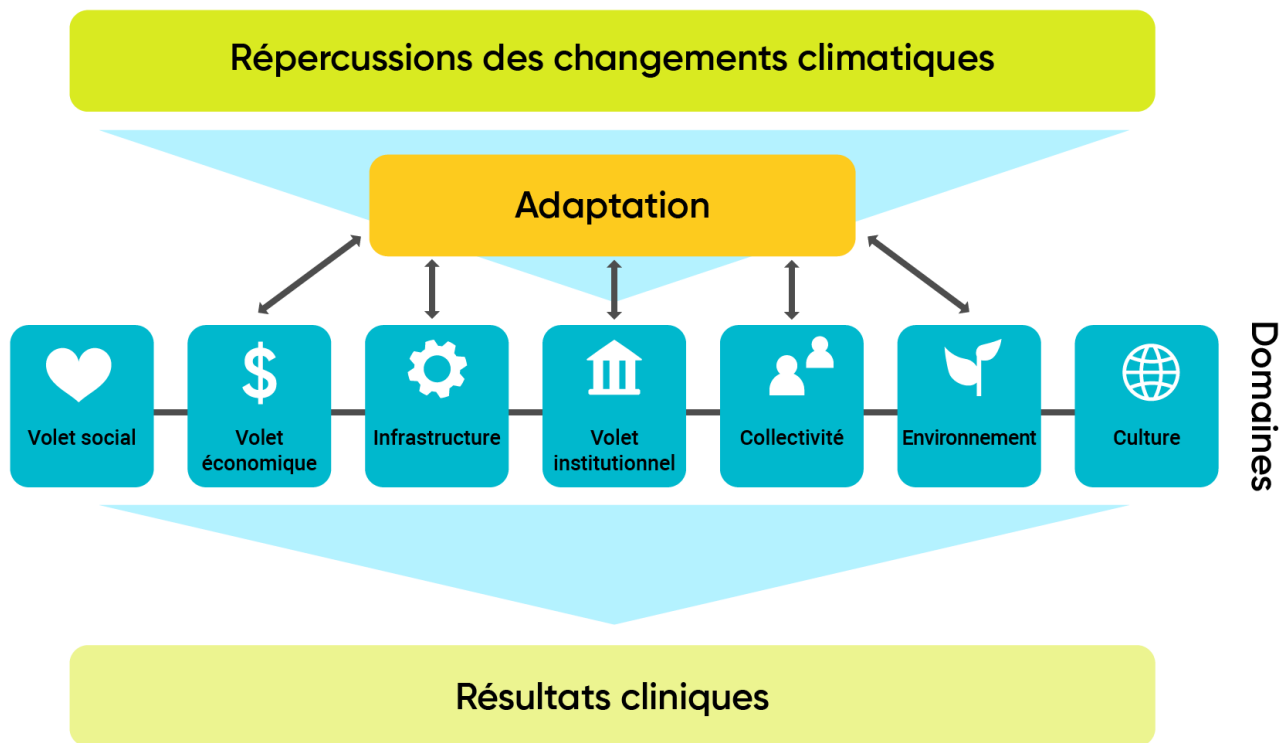 Répercussions des changements climatiques
Adaptation
Volet social
Volet
économique
Infrastructure
Volet
institutionnel
Collectivité
Environnement
Culture
Domaines
Résultats cliniques